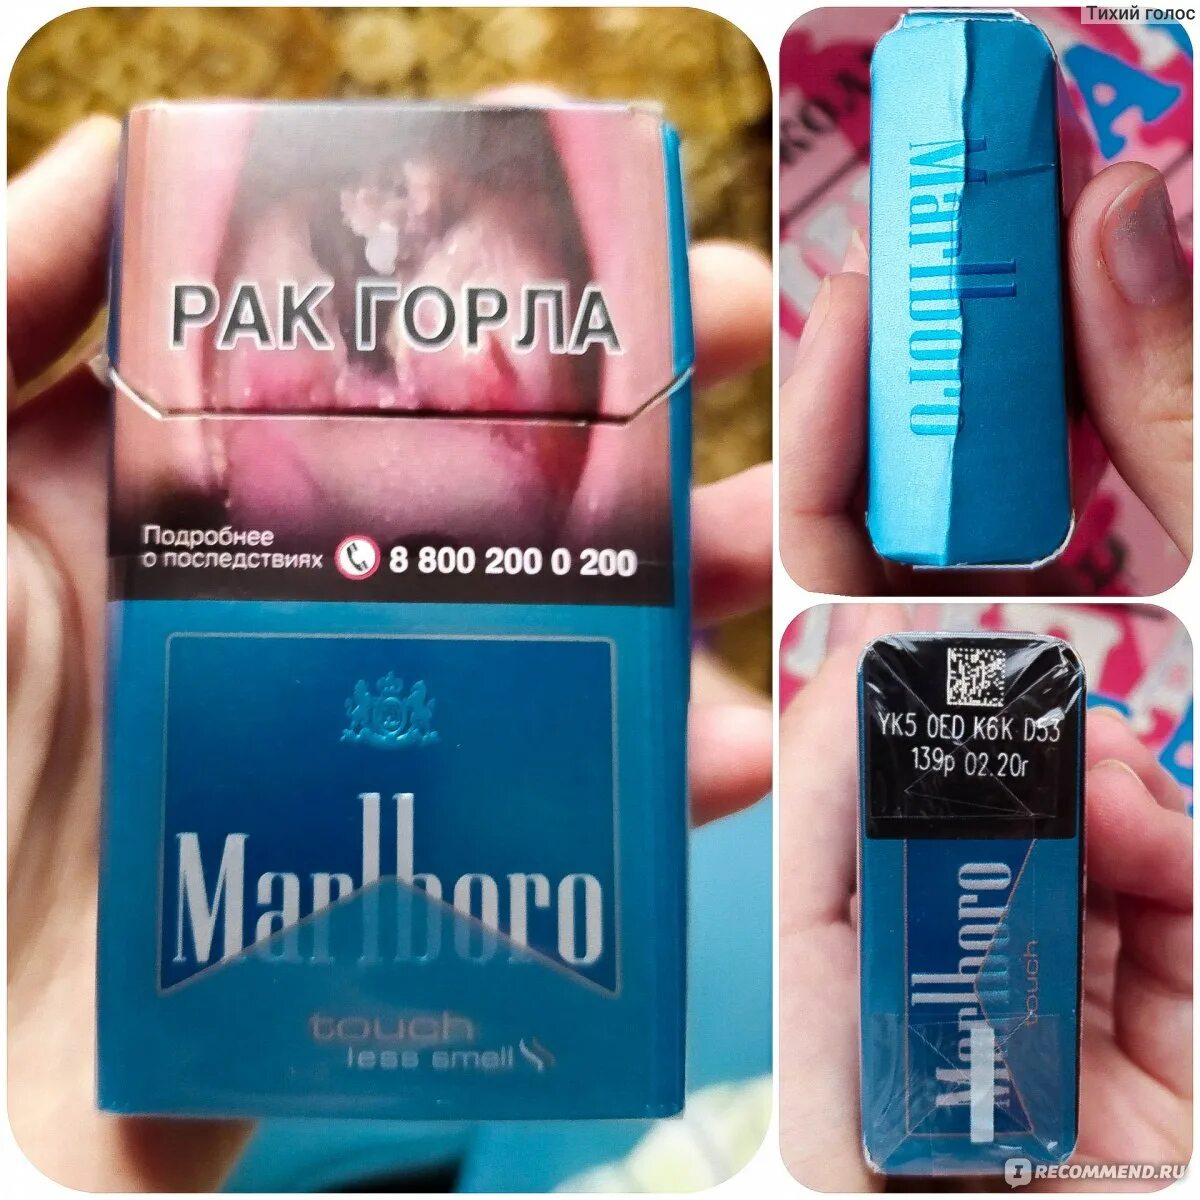 РАК ГОРЛА
Подробнее
о последствиях
8 800 200 0 200
Marlboro
touch
less smell
Тихий голос
Marlboro
YK5 0ED K6K D53
139р 02.20г
Marlboro
touch
RECOMMEND.RU